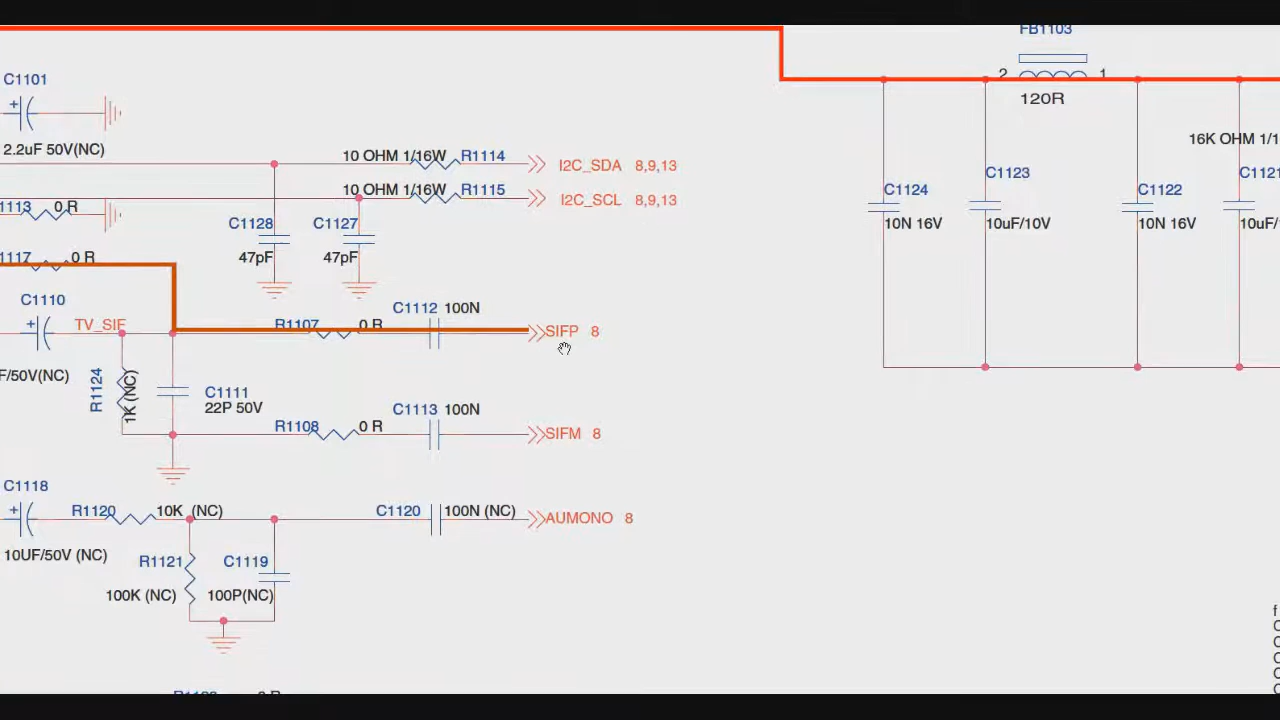 FB1103
2 1
120R
C1101
2.2uF 50V(NC)
10 OHM 1/16W R1114
I2C_SDA 8,9,13
10 OHM 1/16W R1115
I2C_SCL 8,9,13
16K OHM 1/1
1113 0 R
C1128 C1127
47pF 47pF
C1124
10N 16V
C1123
10uF/10V
C1122
10N 16V
C1121
10uF/
1117 0 R
C1110
TV_SIF
R1107 0 R
C1112 100N
SIFP 8
F/50V(NC)
R1124
1K (NC)
C1111
22P 50V
R1108 0 R
C1113 100N
SIFM 8
C1118
10UF/50V (NC)
R1120 10K (NC)
C1120 100N (NC)
AUMONO 8
R1121
100K (NC)
C1119
100P(NC)
0 R